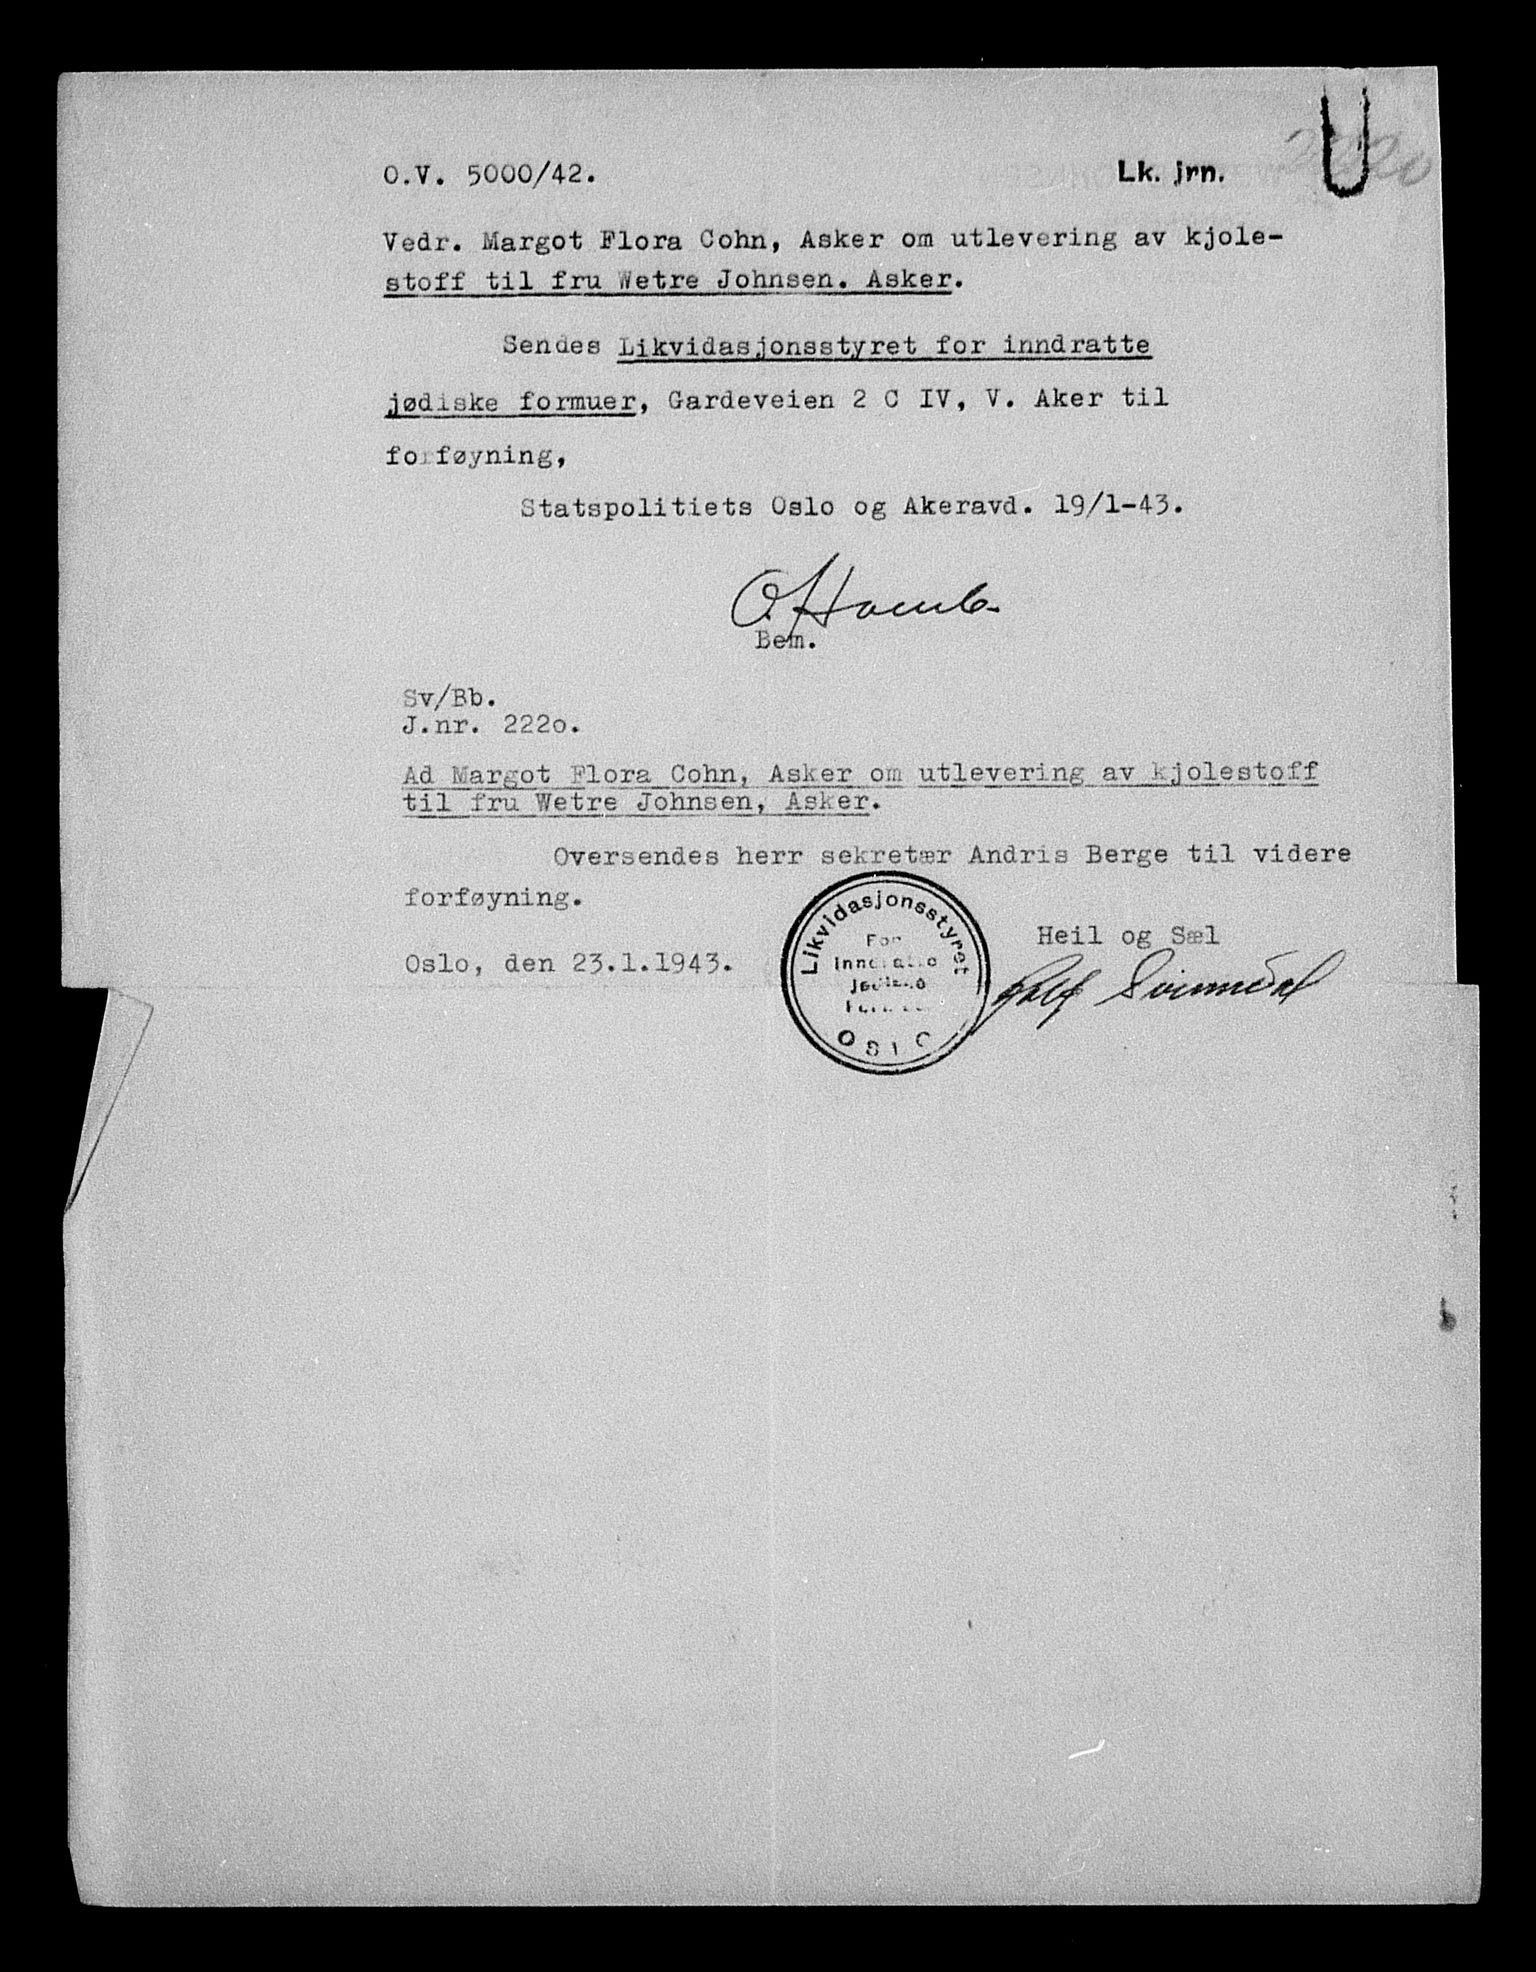 O.V. 5000/42.
Lk. jrn. 2220
Vedr. Margot Flora Cohn, Asker om utlevering av kjole-
stoff til fru Wetre Johnsen. Asker.
Sendes Likvidasjonsstyret for inndratte
jødiske formuer, Gardeveien 2 C IV, V. Aker til
forføyning,
Statspolitiets Oslo og Akeravd. 19/1-43.
Bem.
Sv/Bb.
J.nr. 222o.
Ad Margot Flora Cohn, Asker om utlevering av kjolestoff
til fru Wetre Johnsen, Asker.
Oversendes herr sekretær Andris Berge til videre
forføyning.
Heil og Sæl
Oslo, den 23.1.1943.
Likvidasjonsstyret
For
Inndratte
Jødiske
Formuer
OSLO